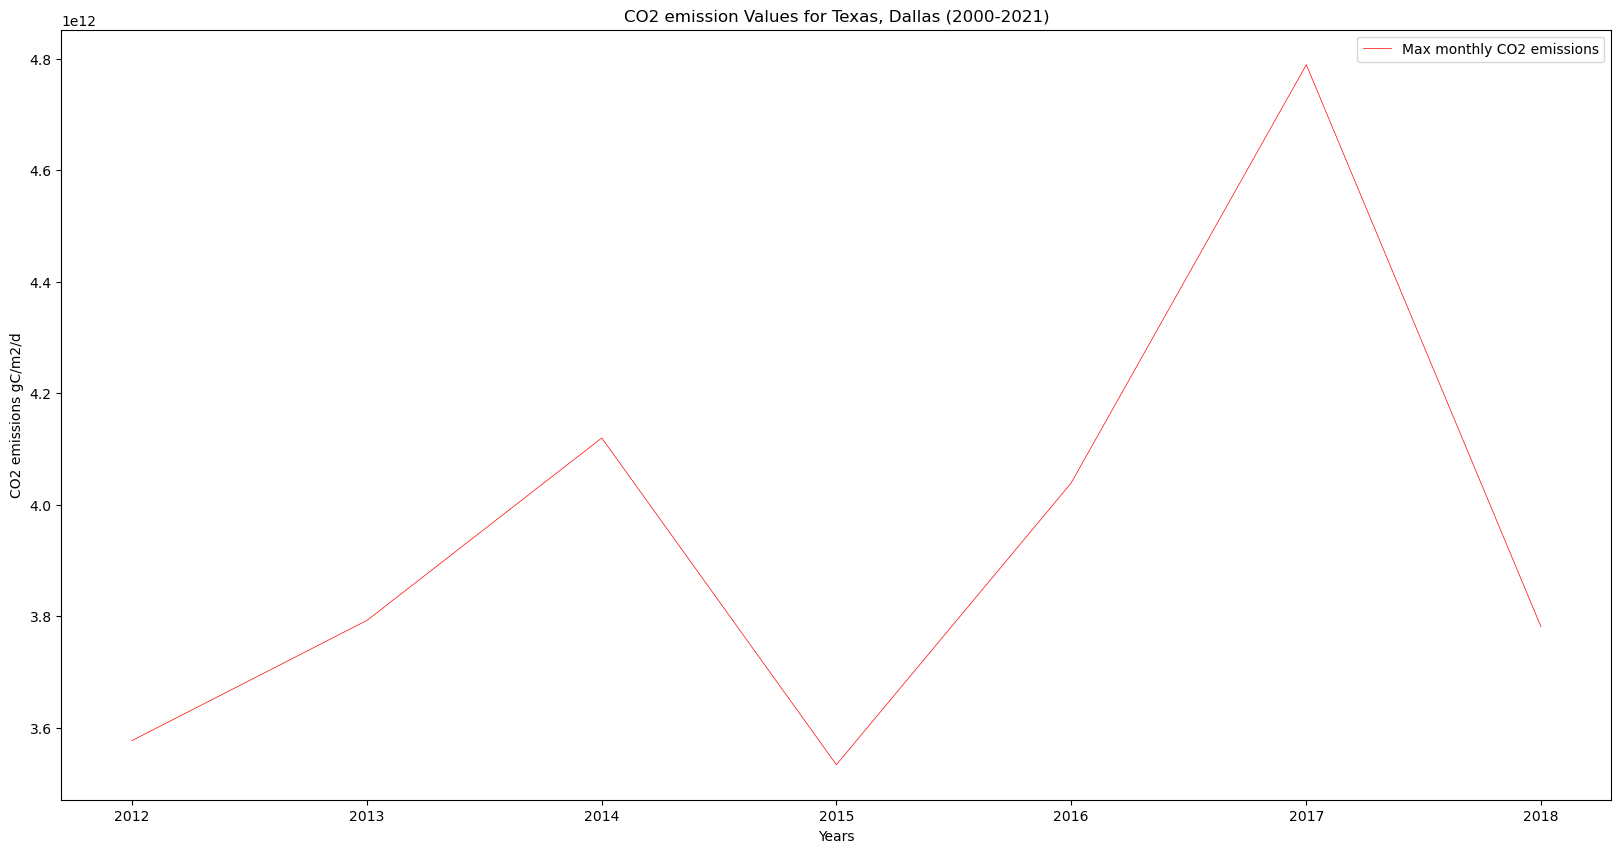 CO2 emission Values for Texas, Dallas (2000-2021)
1e12
Max monthly CO2 emissions
4.8
4.6
4.4
4.2
4.0
3.8
3.6
CO2 emissions gC/m2/d
2012 2013 2014 2015 2016 2017 2018
Years